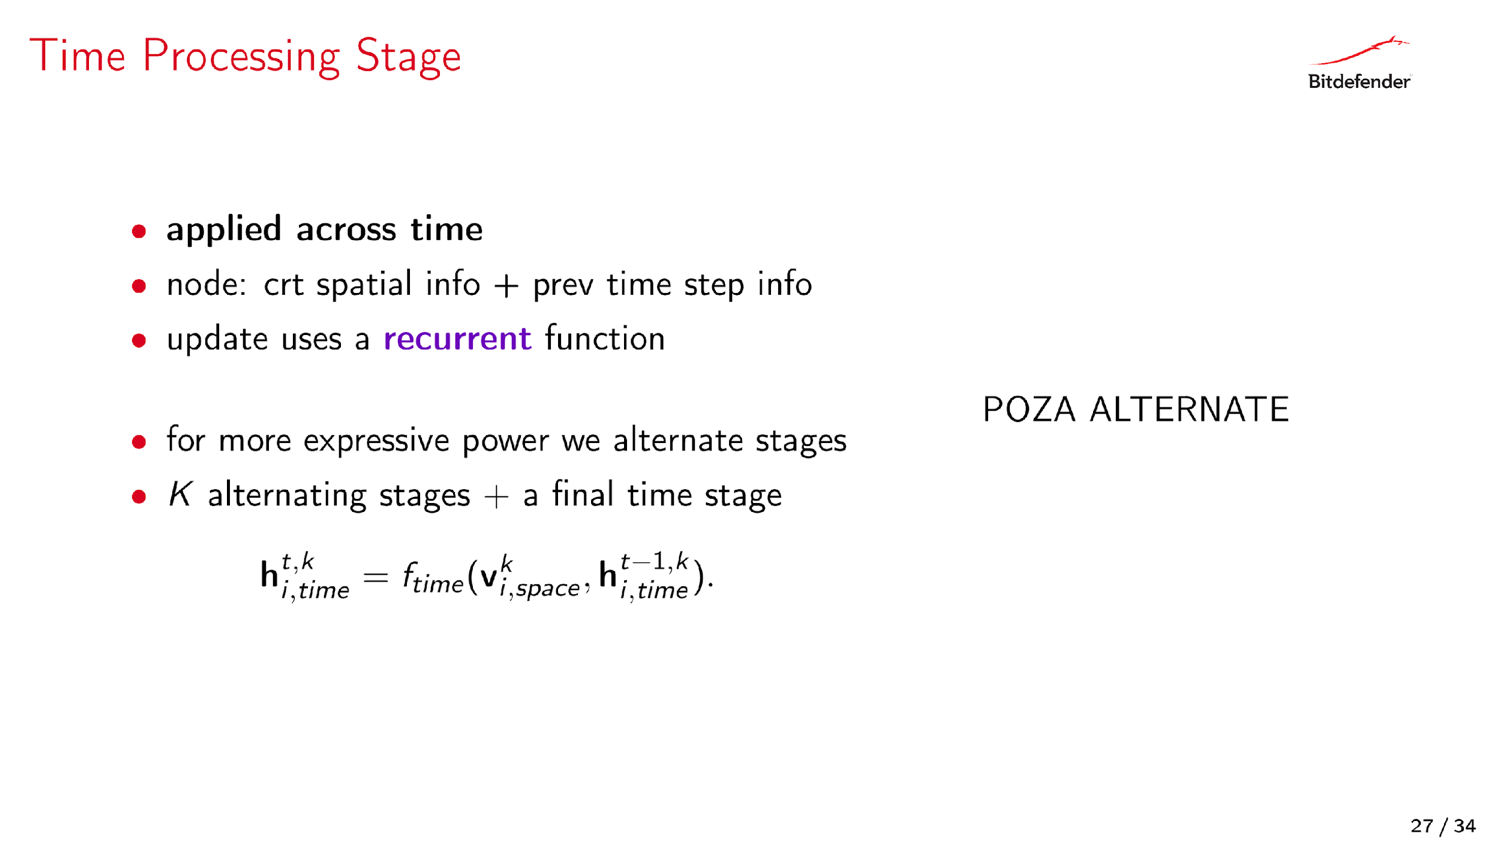 Time Processing Stage
Bitdefender
• applied across time
• node: crt spatial info + prev time step info
• update uses a recurrent function
• for more expressive power we alternate stages
• K alternating stages + a final time stage
h^{t,k}_{i,time} = f_{time}(v^{k}_{i,space}, h^{t−1,k}_{i,time}).
POZA ALTERNATE
27 / 34